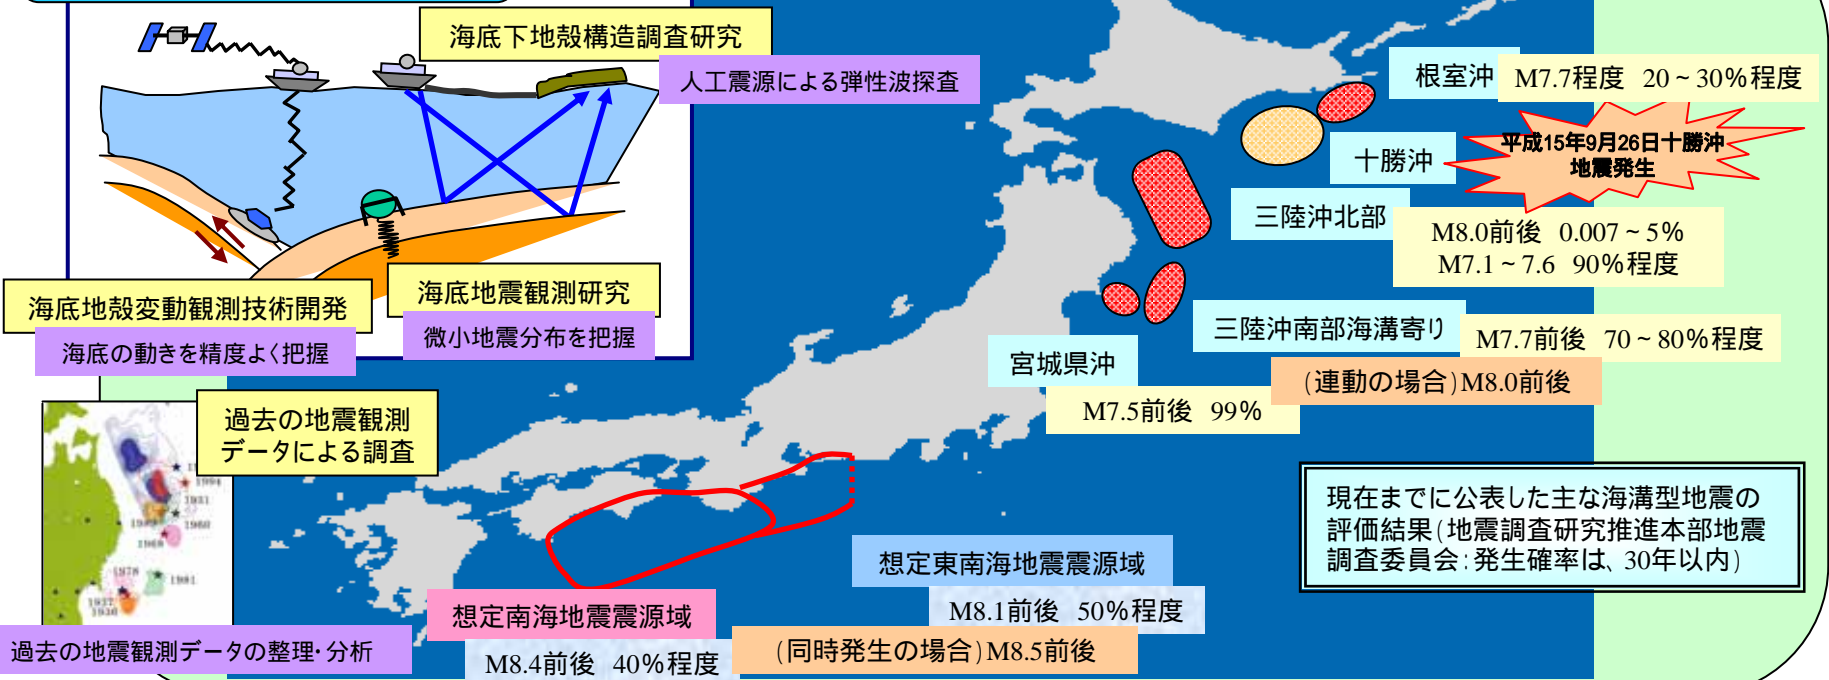 海底下地殻構造調査研究
人工震源による弾性波探査
海底地殻変動観測技術開発
海底の動きを精度よく把握
海底地震観測研究
微小地震分布を把握
過去の地震観測
データによる調査
1994
1931
1960
1968
1978
1981
1936
過去の地震観測データの整理・分析
根室沖
M7.7程度 20~30%程度
平成15年9月26日十勝沖
地震発生
十勝沖
三陸沖北部
M8.0前後 0.007~5%
M7.1~7.6 90%程度
三陸沖南部海溝寄り
M7.7前後 70~80%程度
(連動の場合)M8.0前後
宮城県沖
M7.5前後 99%
現在までに公表した主な海溝型地震の
評価結果(地震調査研究推進本部地震
調査委員会:発生確率は、30年以内)
想定東南海地震震源域
M8.1前後 50%程度
想定南海地震震源域
M8.4前後 40%程度
(同時発生の場合)M8.5前後